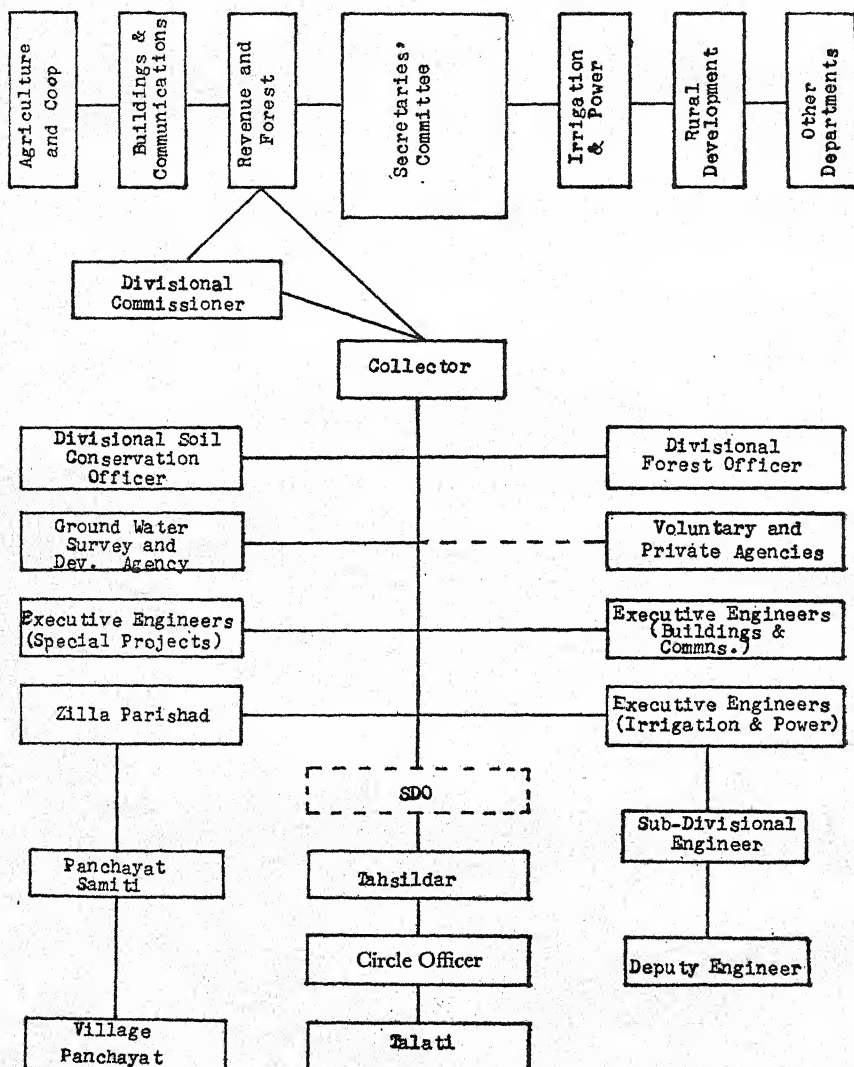 Agriculture
and Coop
Buildings &
Communications
Revenue and
Forest
Secretaries'
Committee
Irrigation
& Power
Rural
Development
Other
Departments
Divisional
Commissioner
Collector
Divisional Soil
Conservation
Officer
Divisional
Forest Officer
Ground Water
Survey and
Dev. Agency
Voluntary and
Private Agencies
Executive Engineers
(Special Projects)
Executive Engineers
(Buildings &
Commns.)
Zilla Parishad
Executive Engineers
(Irrigation & Power)
SDO
Sub-Divisional
Engineer
Panchayat
Samiti
Tahsildar
Circle Officer
Deputy Engineer
Village
Panchayat
Talati